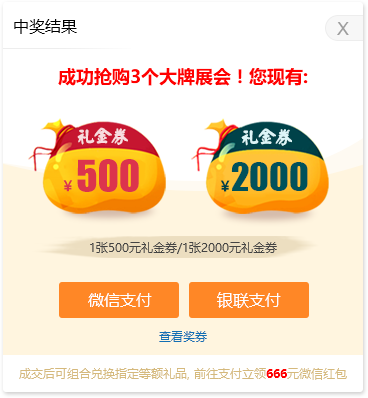 中奖结果
X
成功抢购3个大牌展会！您现有:
礼金券 礼金券
¥500 ¥2000
1张500元礼金券/1张2000元礼金券
微信支付 银联支付
查看奖券
成交后可组合兑换指定等额礼品, 前往支付立领666元微信红包